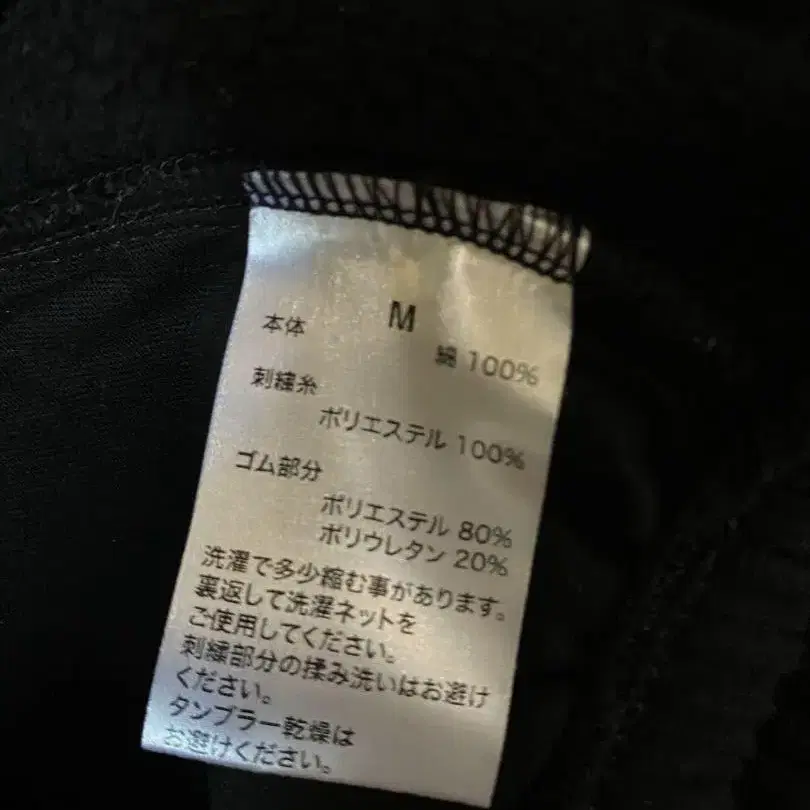 M
本体
綿 100%
刺繍糸
ポリエステル 100%
ゴム部分
ポリエステル 80%
ポリウレタン 20%
洗濯で多少縮む事があります。
裏返して洗濯ネットを
ご使用してください。
刺繍部分の揉み洗いはお避け
ください。
タンブラー乾燥は
お避けください。